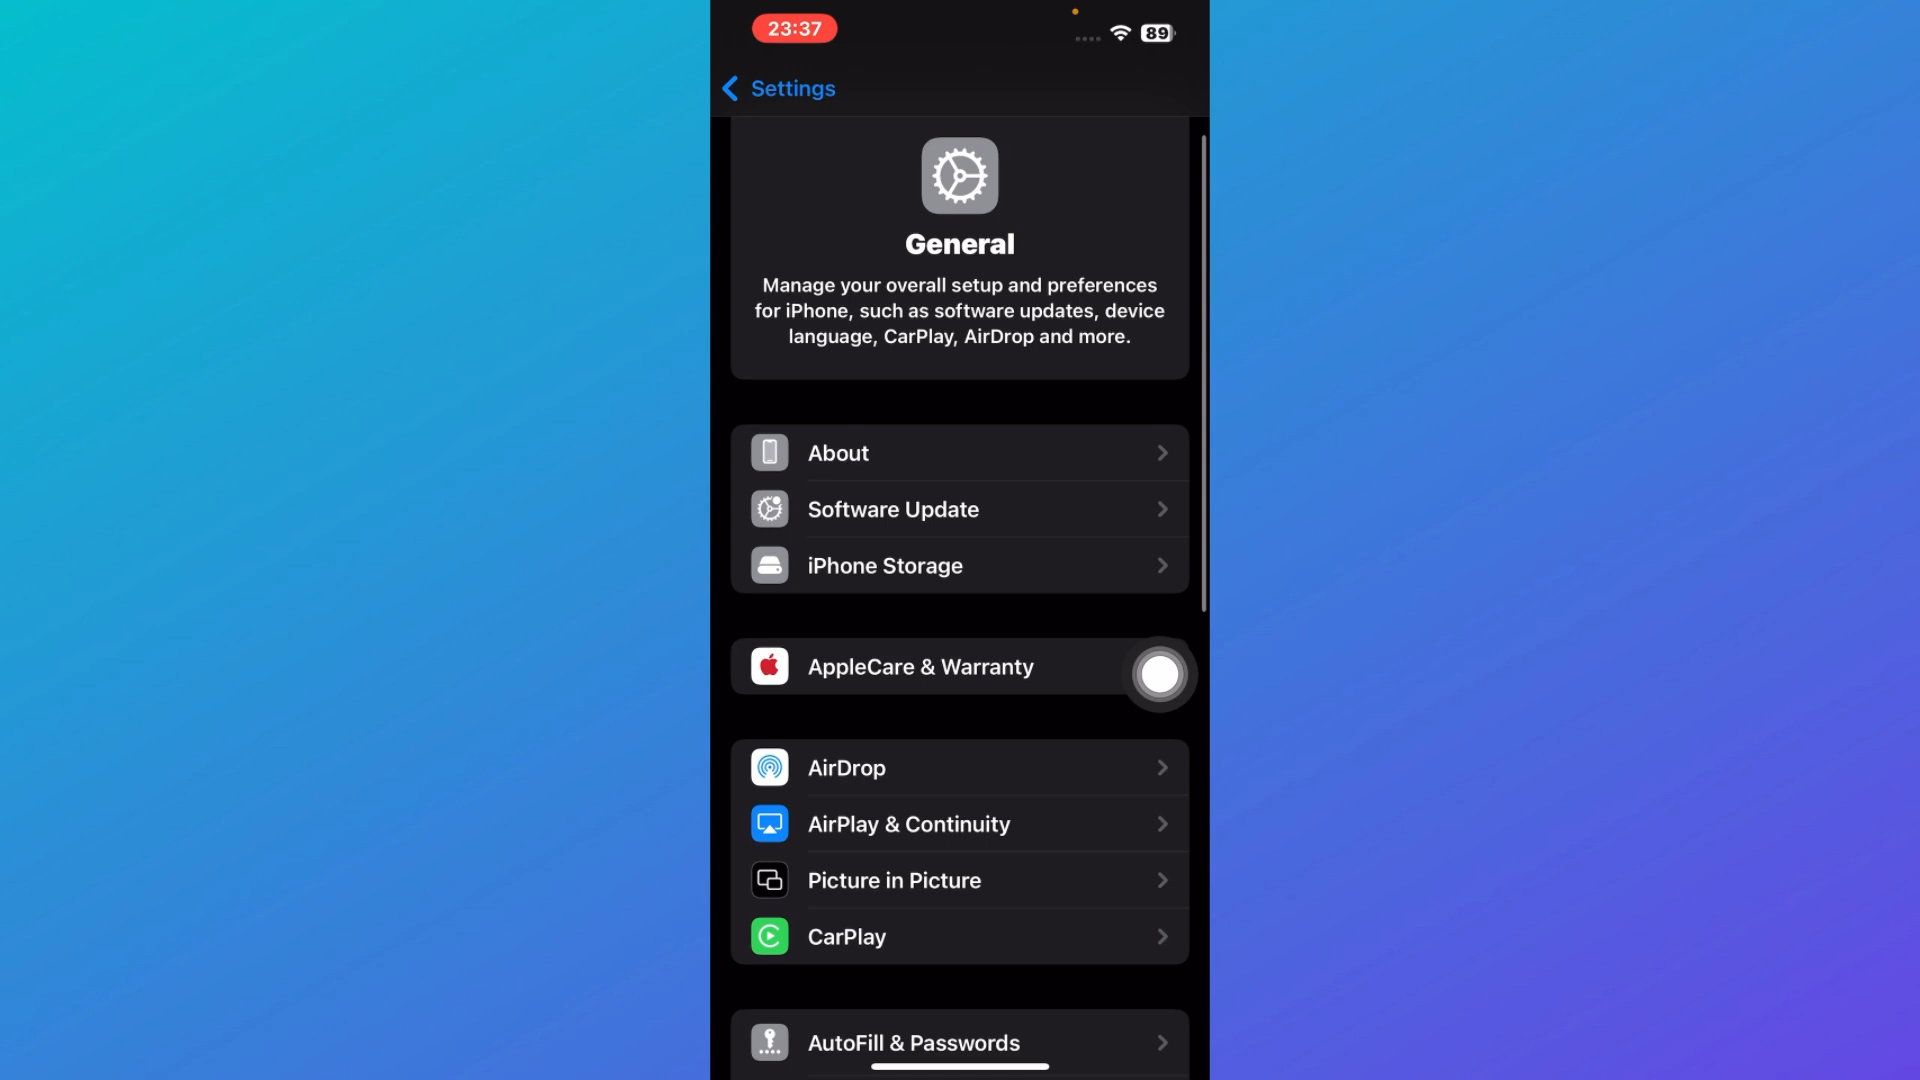 23:37
89
Settings
General
Manage your overall setup and preferences
for iPhone, such as software updates, device
language, CarPlay, AirDrop and more.
About
Software Update
iPhone Storage
AppleCare & Warranty
AirDrop
AirPlay & Continuity
Picture in Picture
CarPlay
AutoFill & Passwords